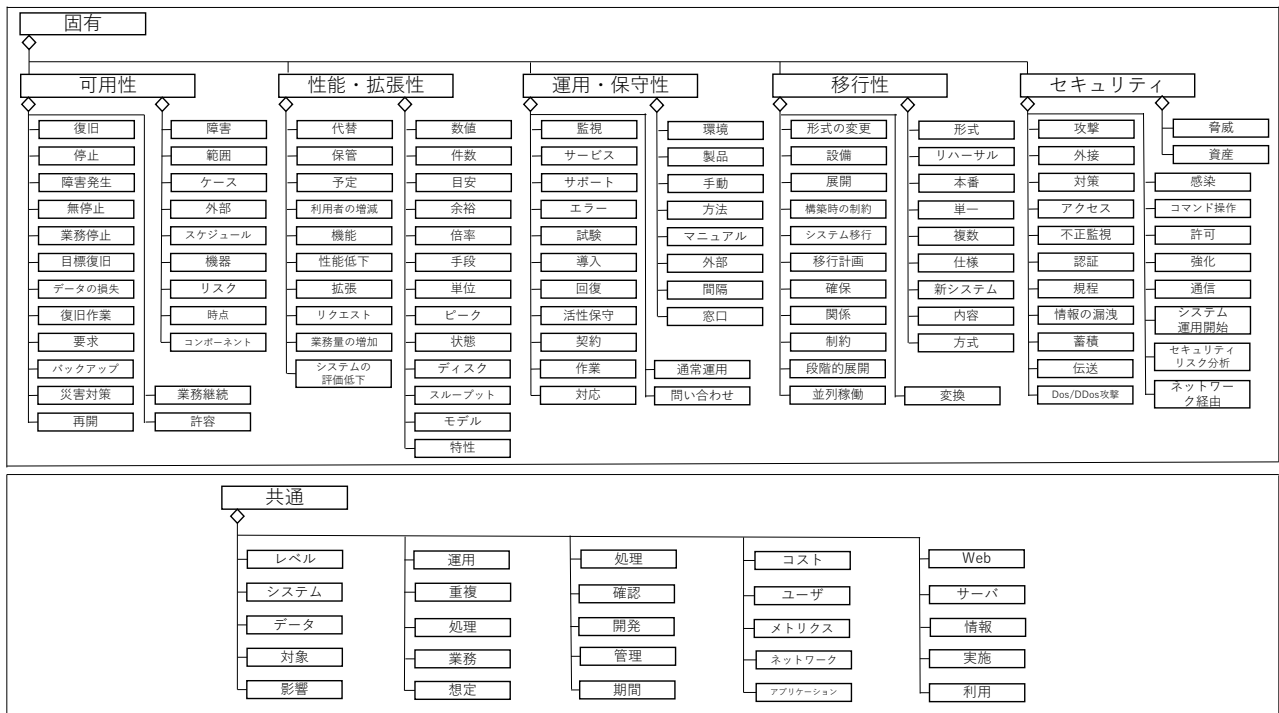 固有
可用性
復旧
停止
障害発生
無停止
業務停止
目標復旧
データの損失
復旧作業
要求
バックアップ
災害対策
再開
障害
範囲
ケース
外部
スケジュール
機器
リスク
時点
コンポーネント
業務継続
許容
性能・拡張性
代替
保管
予定
利用者の増減
機能
性能低下
拡張
リクエスト
業務量の増加
システムの
評価低下
数値
件数
目安
余裕
倍率
手段
単位
ピーク
状態
ディスク
スループット
モデル
特性
運用・保守性
監視
サービス
サポート
エラー
試験
導入
回復
活性保守
契約
作業
対応
環境
製品
手動
方法
マニュアル
外部
間隔
窓口
通常運用
問い合わせ
移行性
形式の変更
設備
展開
構築時の制約
システム移行
移行計画
確保
関係
制約
段階的展開
並列稼働
形式
リハーサル
本番
単一
複数
仕様
新システム
内容
方式
変換
セキュリティ
攻撃
外接
対策
アクセス
不正監視
認証
規程
情報の漏洩
蓄積
伝送
Dos/DDos攻撃
脅威
資産
感染
コマンド操作
許可
強化
通信
システム
運用開始
セキュリティ
リスク分析
ネットワー
ク経由
共通
レベル
システム
データ
対象
影響
運用
重複
処理
業務
想定
処理
確認
開発
管理
期間
コスト
ユーザ
メトリクス
ネットワーク
アプリケーション
Web
サーバ
情報
実施
利用